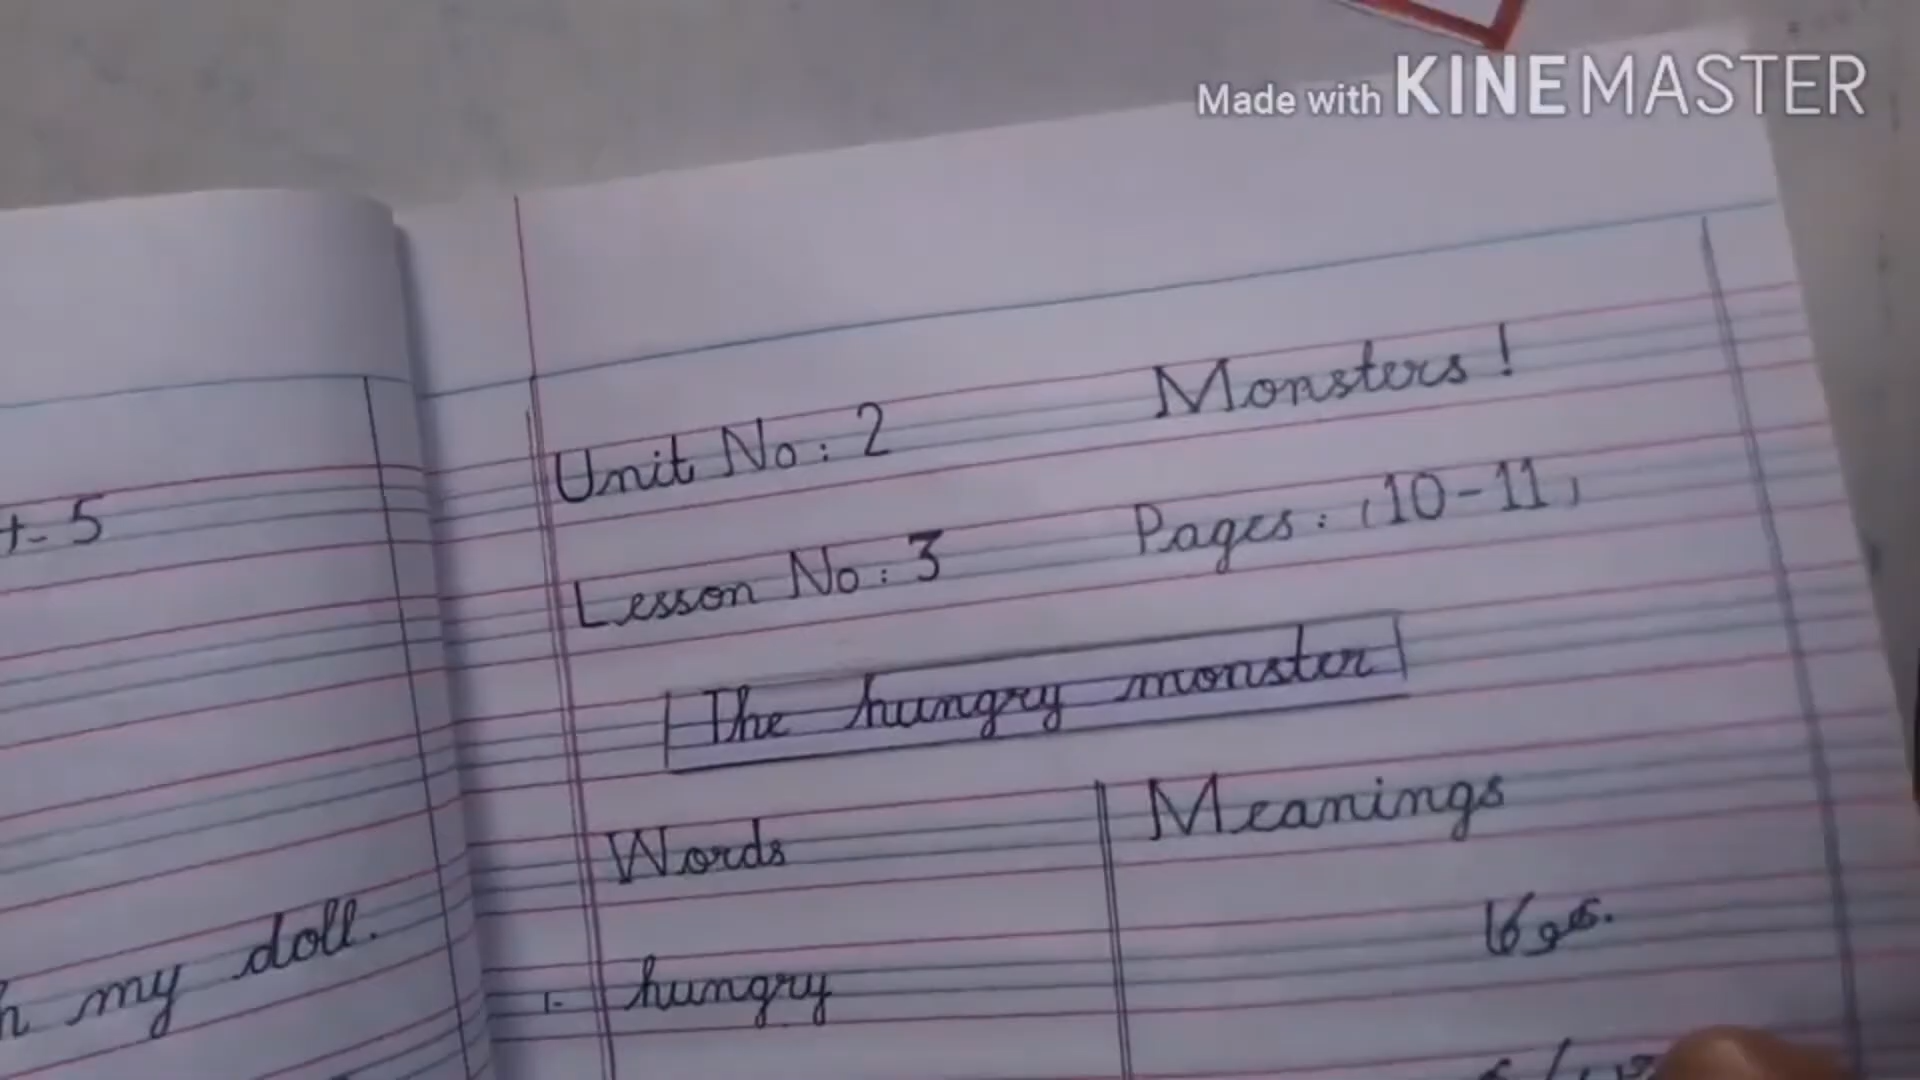 Made with KINEMASTER
t- 5
my doll.
Unit No: 2 Monsters!
Lesson No: 3 Pages: (10-11)
The hungry monster
Words Meanings
1- hungry بھوکا